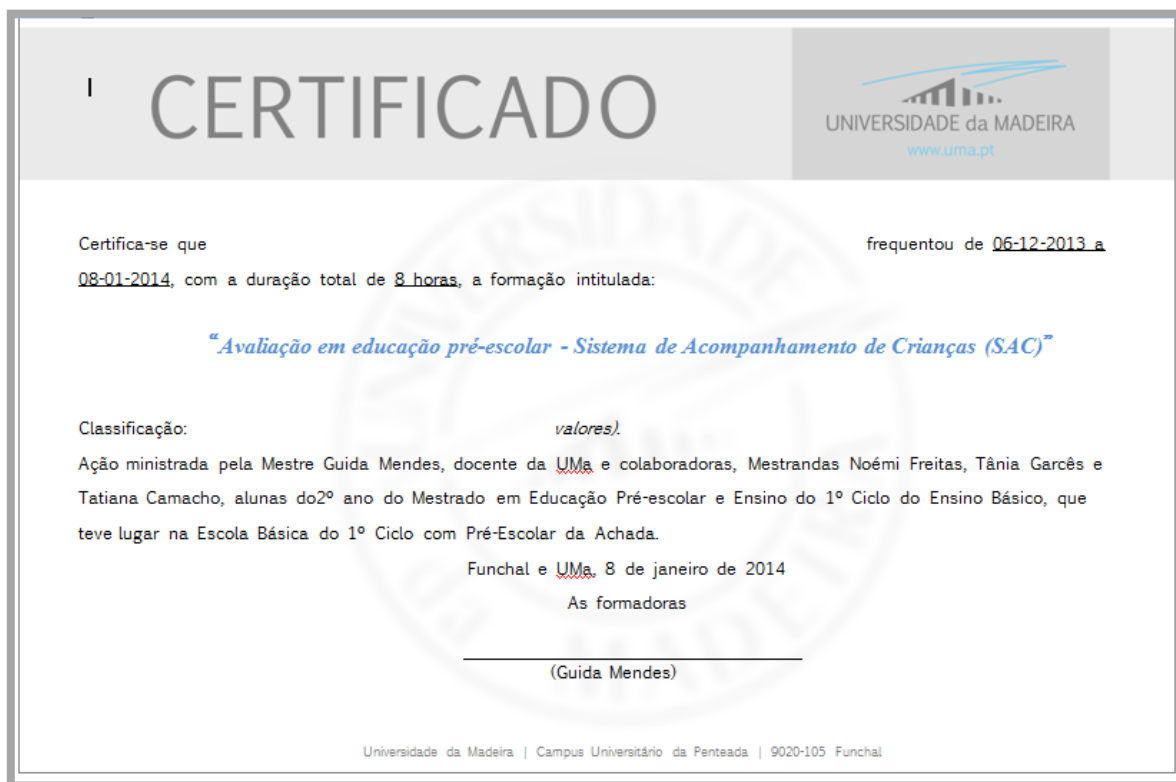 CERTIFICADO
UNIVERSIDADE da MADEIRA
www.uma.pt
Certifica-se que frequentou de 06-12-2013 a
08-01-2014, com a duração total de 8 horas, a formação intitulada:
“Avaliação em educação pré-escolar - Sistema de Acompanhamento de Crianças (SAC)”
Classificação: valores).
Ação ministrada pela Mestre Guida Mendes, docente da UMa e colaboradoras, Mestrandas Noémi Freitas, Tânia Garcês e
Tatiana Camacho, alunas do2º ano do Mestrado em Educação Pré-escolar e Ensino do 1º Ciclo do Ensino Básico, que
teve lugar na Escola Básica do 1º Ciclo com Pré-Escolar da Achada.
Funchal e UMa, 8 de janeiro de 2014
As formadoras
(Guida Mendes)
Universidade da Madeira | Campus Universitário da Penteada | 9020-105 Funchal
UNIVERSIDADE da MADEIRA